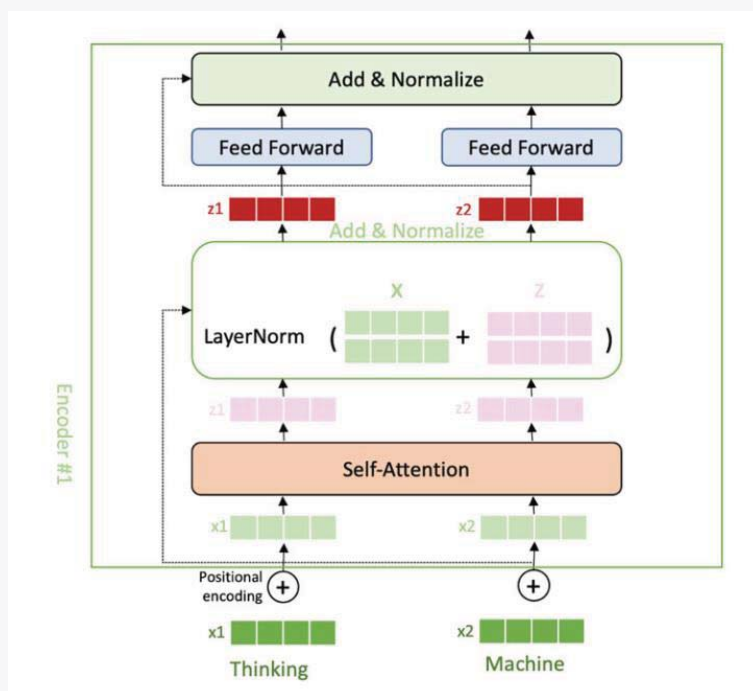 Add & Normalize
Feed Forward Feed Forward
z1 z2
Add & Normalize
X Z
LayerNorm ( + )
z1 z2
Encoder #1
Self-Attention
x1 x2
Positional
encoding + +
x1 x2
Thinking Machine